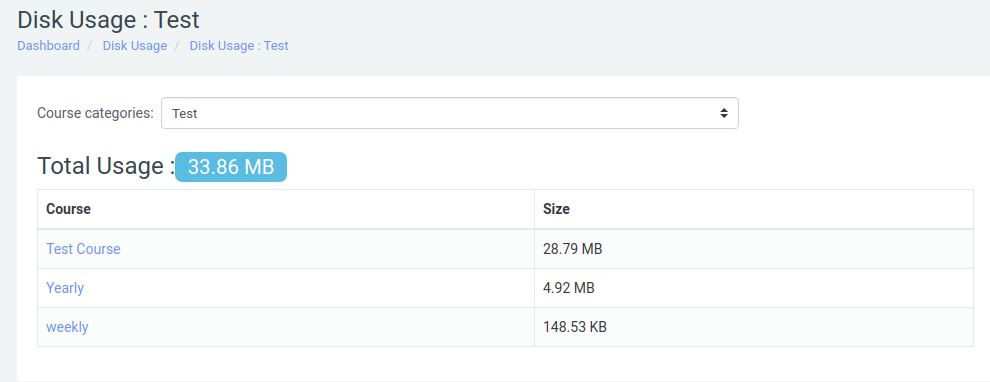 Disk Usage : Test
Dashboard / Disk Usage / Disk Usage : Test
Course categories: Test
Total Usage : 33.86 MB
Course Size
Test Course 28.79 MB
Yearly 4.92 MB
weekly 148.53 KB